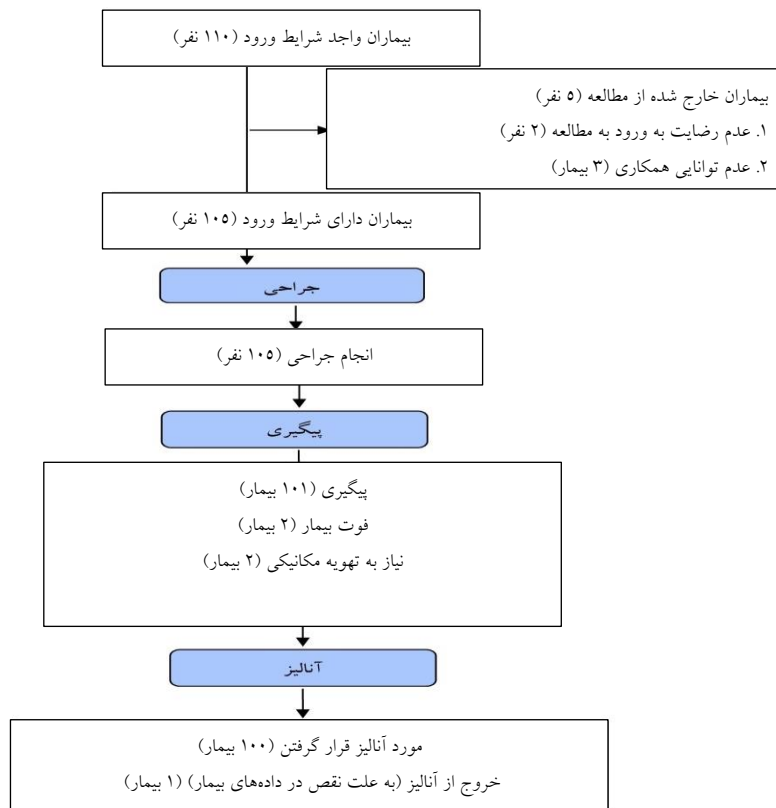 بیماران واجد شرایط ورود (۱۱۰ نفر)
بیماران خارج شده از مطالعه (۵ نفر)
۱. عدم رضایت به ورود به مطالعه (۲ نفر)
۲. عدم توانایی همکاری (۳ بیمار)
بیماران دارای شرایط ورود (۱۰۵ نفر)
جراحی
انجام جراحی (۱۰۵ نفر)
پیگیری
پیگیری (۱۰۱ بیمار)
فوت بیمار (۲ بیمار)
نیاز به تهویه مکانیکی (۲ بیمار)
آنالیز
مورد آنالیز قرار گرفتن (۱۰۰ بیمار)
خروج از آنالیز (به علت نقص در داده‌های بیمار) (۱ بیمار)